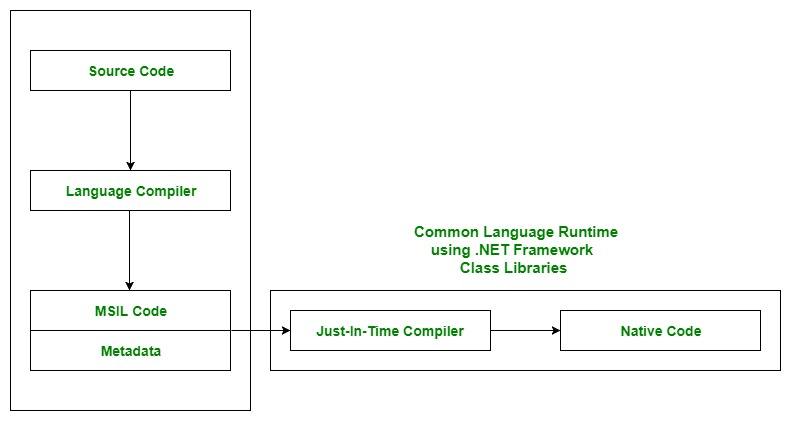 Source Code
Language Compiler
MSIL Code
Metadata
Common Language Runtime
using .NET Framework
Class Libraries
Just-In-Time Compiler
Native Code